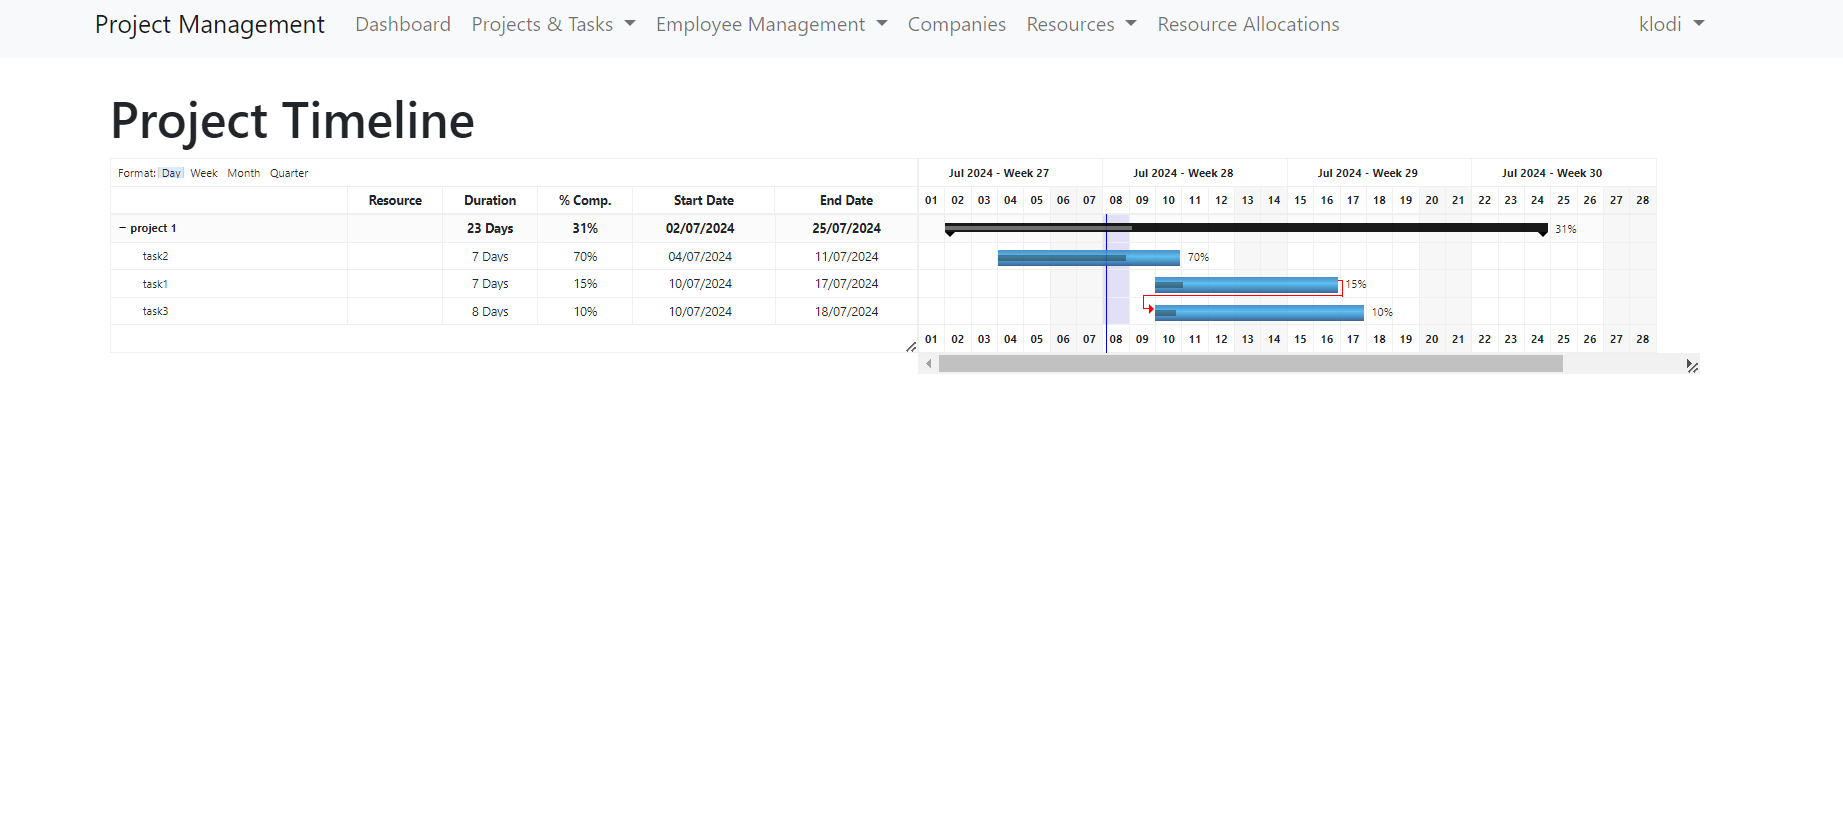 Project Management Dashboard Projects & Tasks Employee Management Companies Resources Resource Allocations klodi
Project Timeline
Format: Day Week Month Quarter Jul 2024 - Week 27 Jul 2024 - Week 28 Jul 2024 - Week 29 Jul 2024 - Week 30
Resource Duration % Comp. Start Date End Date 01 02 03 04 05 06 07 08 09 10 11 12 13 14 15 16 17 18 19 20 21 22 23 24 25 26 27 28
− project 1 23 Days 31% 02/07/2024 25/07/2024 31%
task2 7 Days 70% 04/07/2024 11/07/2024 70%
task1 7 Days 15% 10/07/2024 17/07/2024 15%
task3 8 Days 10% 10/07/2024 18/07/2024 10%
01 02 03 04 05 06 07 08 09 10 11 12 13 14 15 16 17 18 19 20 21 22 23 24 25 26 27 28